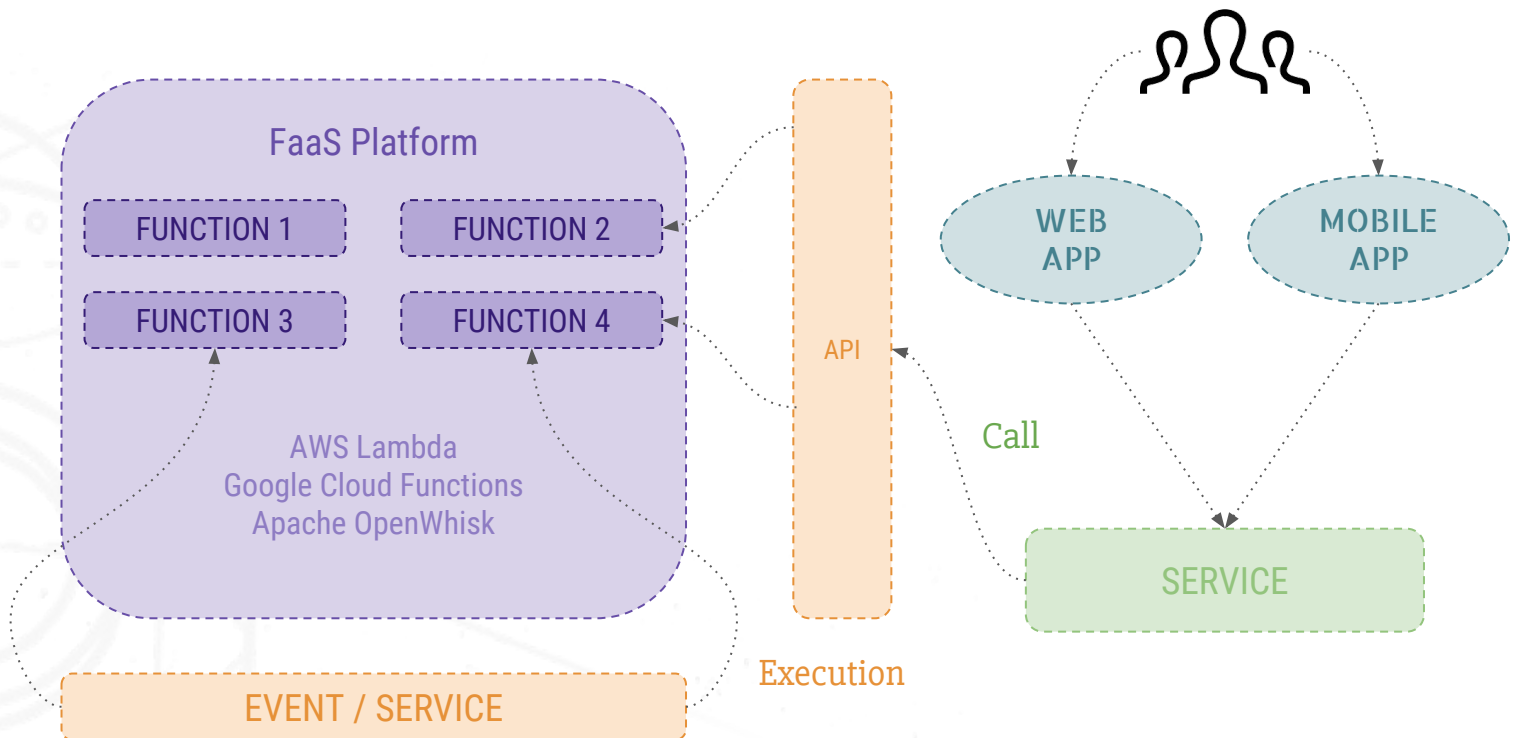 FaaS Platform
FUNCTION 1
FUNCTION 2
FUNCTION 3
FUNCTION 4
AWS Lambda
Google Cloud Functions
Apache OpenWhisk
EVENT / SERVICE
API
Execution
Call
WEB
APP
MOBILE
APP
SERVICE